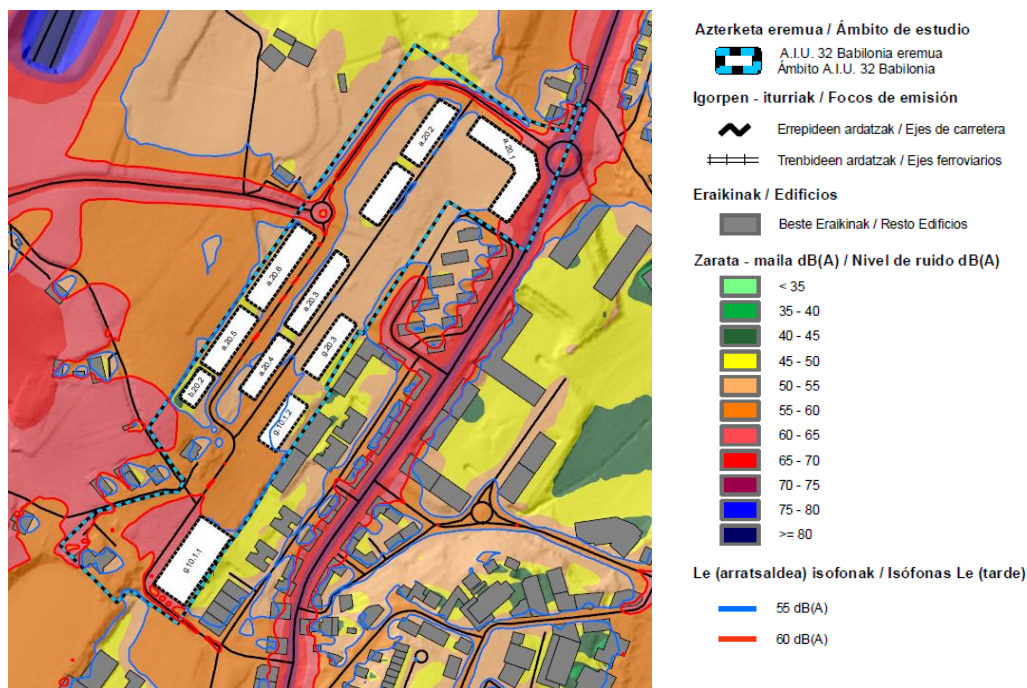 a.20.2
a.20.1
a.20.6
a.20.3
a.20.5
g.20.3
a.20.4
b.20.2
g.10.1.2
g.10.1.1
Azterketa eremua / Ámbito de estudio
A.I.U. 32 Babilonia eremua
Ámbito A.I.U. 32 Babilonia
Igorpen - iturriak / Focos de emisión
Errepideen ardatzak / Ejes de carretera
Trenbideen ardatzak / Ejes ferroviarios
Eraikinak / Edificios
Beste Eraikinak / Resto Edificios
Zarata - maila dB(A) / Nivel de ruido dB(A)
< 35
35 - 40
40 - 45
45 - 50
50 - 55
55 - 60
60 - 65
65 - 70
70 - 75
75 - 80
>= 80
Le (arratsaldea) isofonak / Isófonas Le (tarde)
55 dB(A)
60 dB(A)